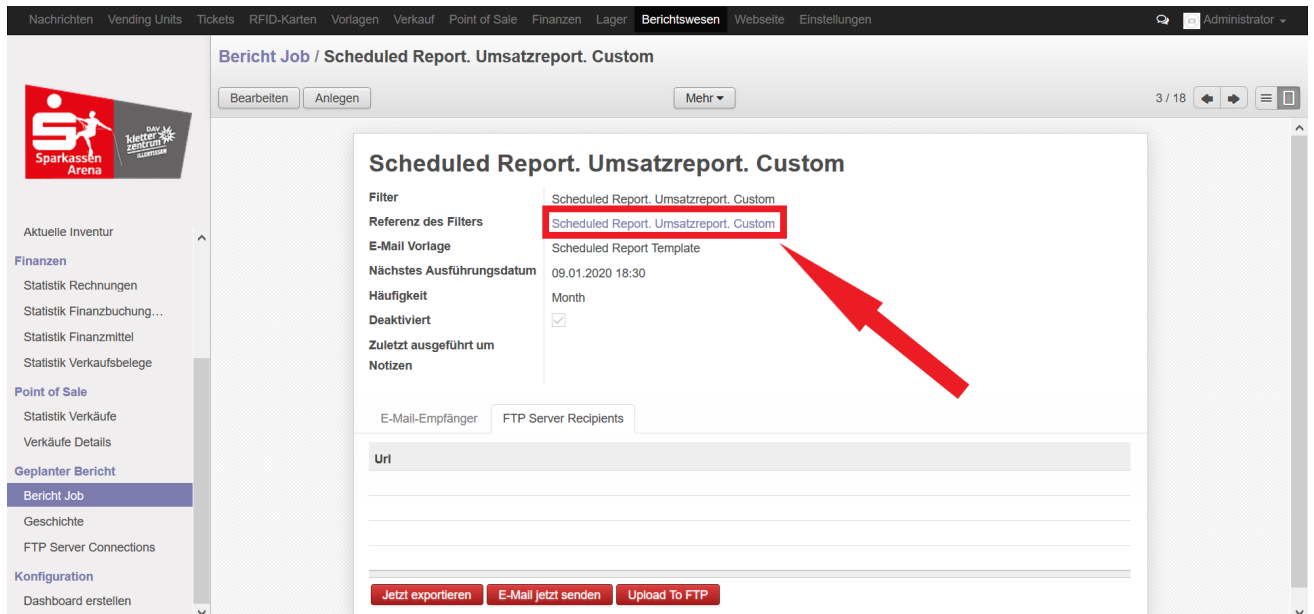 Nachrichten Vending Units Tickets RFID-Karten Vorlagen Verkauf Point of Sale Finanzen Lager Berichtswesen Webseite Einstellungen Administrator
Bericht Job / Scheduled Report. Umsatzreport. Custom
Bearbeiten Anlegen Mehr 3 / 18
Sparkassen
Arena
DAV
kletter
zentrum
ILLERTISSEN
Aktuelle Inventur
Finanzen
Statistik Rechnungen
Statistik Finanzbuchung…
Statistik Finanzmittel
Statistik Verkaufsbelege
Point of Sale
Statistik Verkäufe
Verkäufe Details
Geplanter Bericht
Bericht Job
Geschichte
FTP Server Connections
Konfiguration
Dashboard erstellen
Scheduled Report. Umsatzreport. Custom
Filter Scheduled Report. Umsatzreport. Custom
Referenz des Filters Scheduled Report. Umsatzreport. Custom
E-Mail Vorlage Scheduled Report Template
Nächstes Ausführungsdatum 09.01.2020 18:30
Häufigkeit Month
Deaktiviert
Zuletzt ausgeführt um
Notizen
E-Mail-Empfänger FTP Server Recipients
Url
Jetzt exportieren E-Mail jetzt senden Upload To FTP